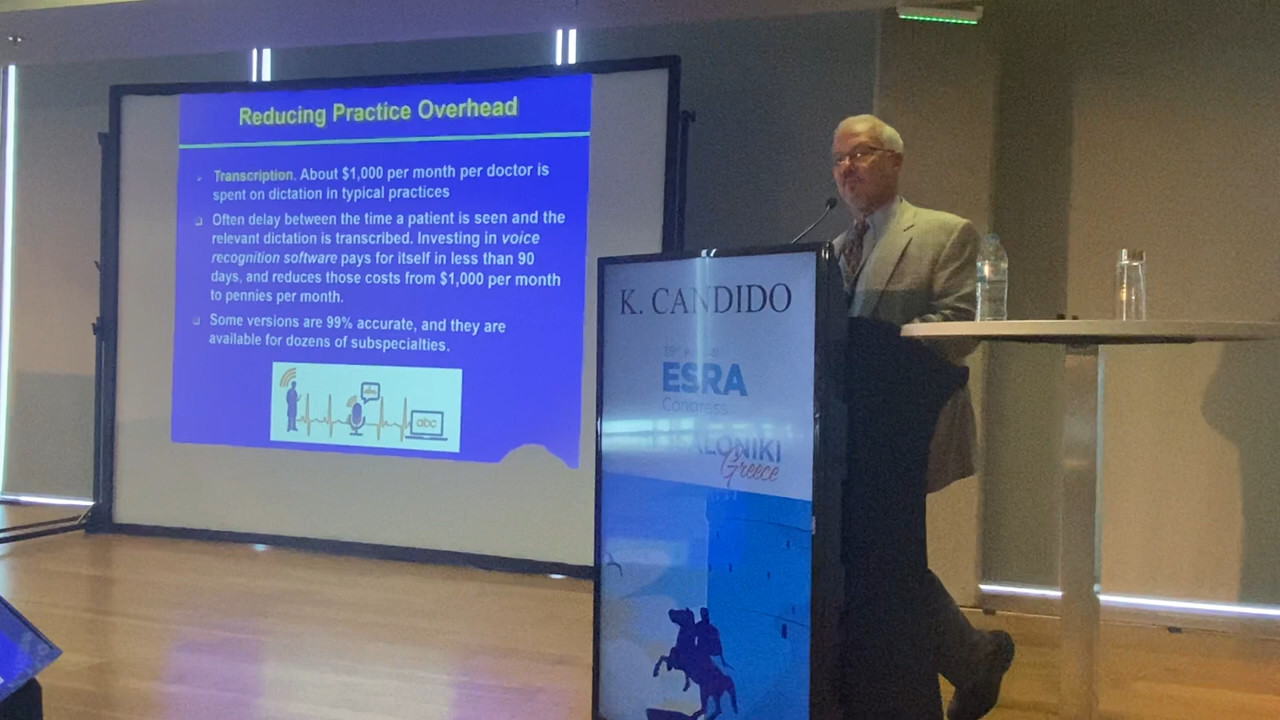 Reducing Practice Overhead
Transcription. About $1,000 per month per doctor is
spent on dictation in typical practices
Often delay between the time a patient is seen and the
relevant dictation is transcribed. Investing in voice
recognition software pays for itself in less than 90
days, and reduces those costs from $1,000 per month
to pennies per month.
Some versions are 99% accurate, and they are
available for dozens of subspecialties.
abc
K. CANDIDO
ESRA
Congress
Greece